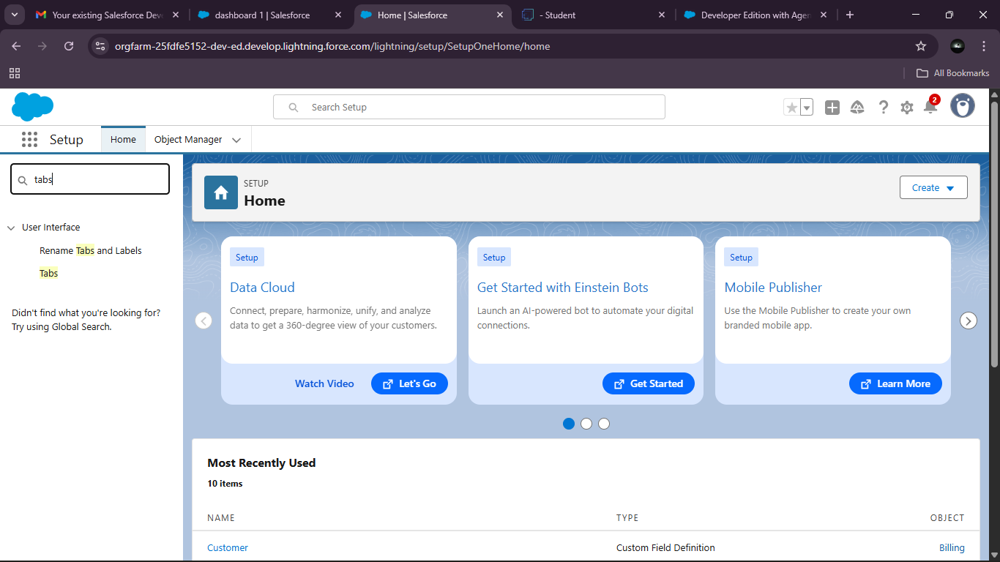 Your existing Salesforce Dev
dashboard 1 | Salesforce
Home | Salesforce
- Student
Developer Edition with Agen
orgfarm-25fdfe5152-dev-ed.develop.lightning.force.com/lightning/setup/SetupOneHome/home
All Bookmarks
Search Setup
2
Setup
Home
Object Manager
tabs
User Interface
Rename Tabs and Labels
Tabs
Didn't find what you're looking for?
Try using Global Search.
SETUP
Home
Create
Setup
Data Cloud
Connect, prepare, harmonize, unify, and analyze
data to get a 360-degree view of your customers.
Watch Video
Let's Go
Setup
Get Started with Einstein Bots
Launch an AI-powered bot to automate your digital
connections.
Get Started
Setup
Mobile Publisher
Use the Mobile Publisher to create your own
branded mobile app.
Learn More
Most Recently Used
10 items
NAME TYPE OBJECT
Customer Custom Field Definition Billing